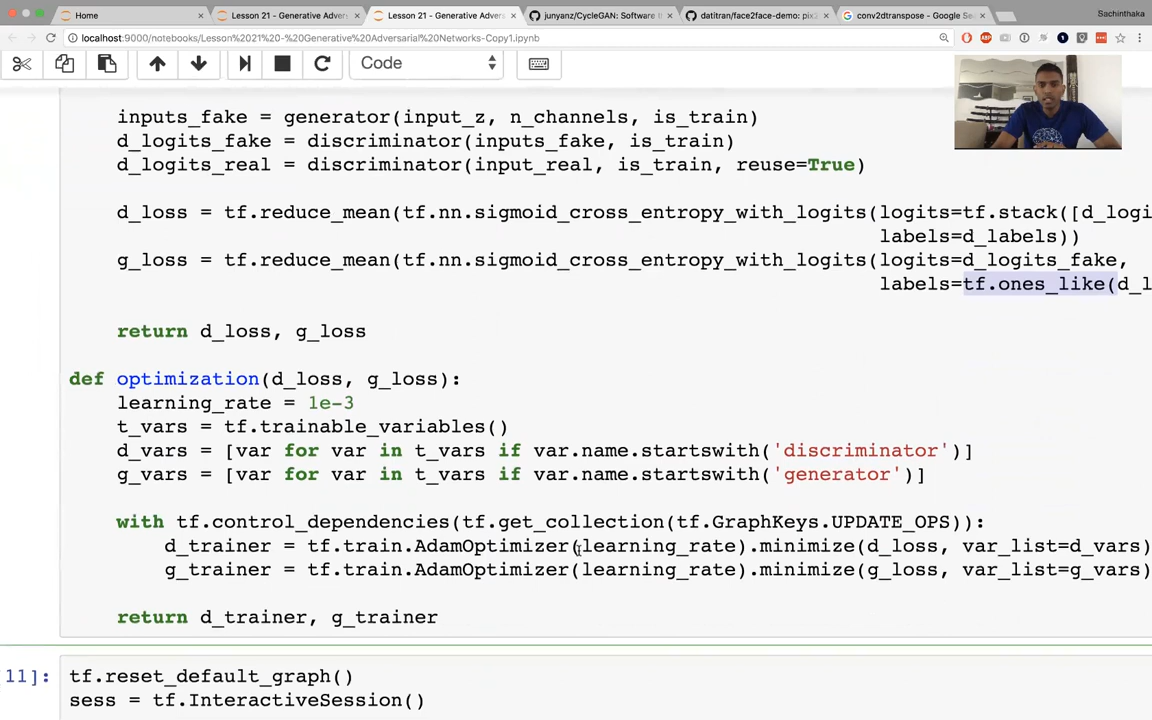 Home
Lesson 21 - Generative Advers
Lesson 21 - Generative Advers
junyanz/CycleGAN: Software t
datitran/face2face-demo: pix2
conv2dtranspose - Google Sea
Sachinthaka
localhost:9000/notebooks/Lesson%2021%20-%20Generative%20Adversarial%20Networks-Copy1.ipynb
Code
inputs_fake = generator(input_z, n_channels, is_train)
d_logits_fake = discriminator(inputs_fake, is_train)
d_logits_real = discriminator(input_real, is_train, reuse=True)
d_loss = tf.reduce_mean(tf.nn.sigmoid_cross_entropy_with_logits(logits=tf.stack([d_logi
labels=d_labels))
g_loss = tf.reduce_mean(tf.nn.sigmoid_cross_entropy_with_logits(logits=d_logits_fake,
labels=tf.ones_like(d_l
return d_loss, g_loss
def optimization(d_loss, g_loss):
learning_rate = 1e-3
t_vars = tf.trainable_variables()
d_vars = [var for var in t_vars if var.name.startswith('discriminator')]
g_vars = [var for var in t_vars if var.name.startswith('generator')]
with tf.control_dependencies(tf.get_collection(tf.GraphKeys.UPDATE_OPS)):
d_trainer = tf.train.AdamOptimizer(learning_rate).minimize(d_loss, var_list=d_vars)
g_trainer = tf.train.AdamOptimizer(learning_rate).minimize(g_loss, var_list=g_vars)
return d_trainer, g_trainer
[11]: tf.reset_default_graph()
sess = tf.InteractiveSession()